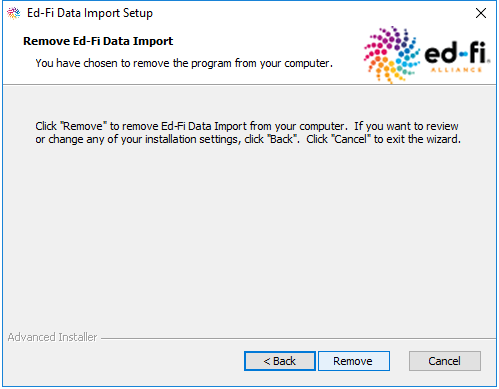 Ed-Fi Data Import Setup
Remove Ed-Fi Data Import
You have chosen to remove the program from your computer.
ed-fi
ALLIANCE
Click "Remove" to remove Ed-Fi Data Import from your computer. If you want to review
or change any of your installation settings, click "Back". Click "Cancel" to exit the wizard.
Advanced Installer
< Back
Remove
Cancel